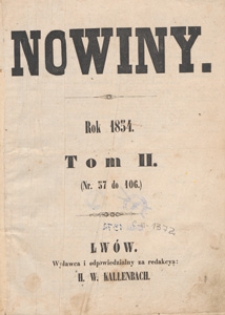 NOWINY.
Rok 1854.
Tom II.
(Nr. 57 do 106.)
LWÓW.
Wydawca i odpowiedzialny za redakcyę:
H. W. KALLENBACH.